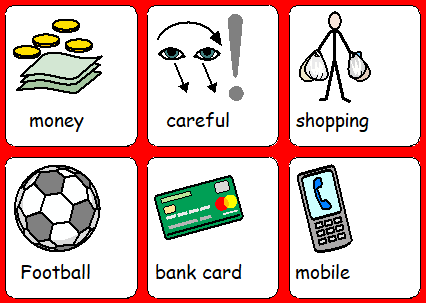 money
careful
shopping
Football
bank card
mobile